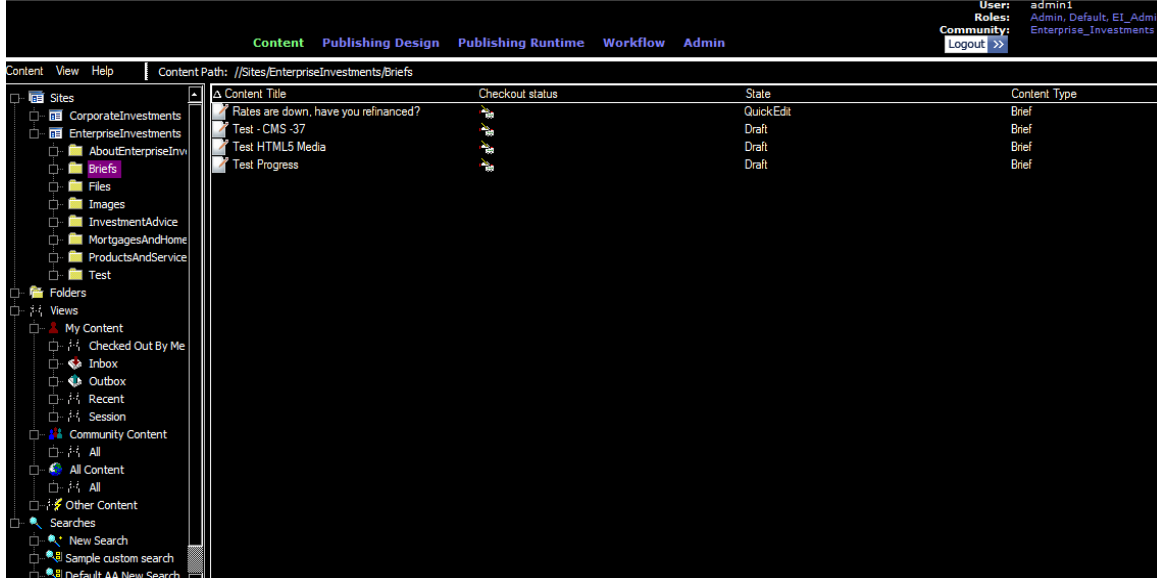 User: admin1
Roles: Admin, Default, EI_Admi
Community: Enterprise_Investments
Logout >>
Content Publishing Design Publishing Runtime Workflow Admin
Content View Help Content Path: //Sites/EnterpriseInvestments/Briefs
Sites
CorporateInvestments
EnterpriseInvestments
AboutEnterpriseInv
Briefs
Files
Images
InvestmentAdvice
MortgagesAndHome
ProductsAndService
Test
Folders
Views
My Content
Checked Out By Me
Inbox
Outbox
Recent
Session
Community Content
All
All Content
All
Other Content
Searches
New Search
Sample custom search
Default AA New Search
Content Title Checkout status State Content Type
Rates are down, have you refinanced? QuickEdit Brief
Test - CMS -37 Draft Brief
Test HTML5 Media Draft Brief
Test Progress Draft Brief